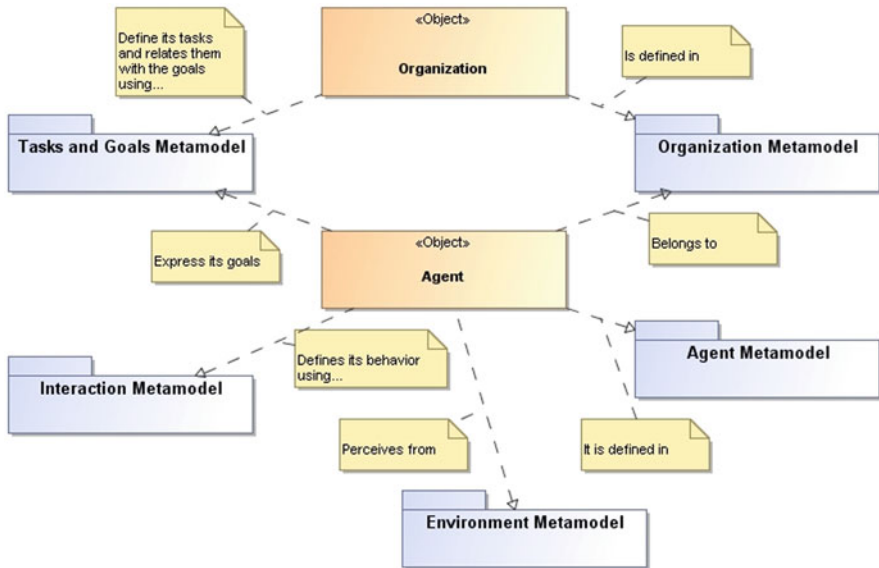 Define its tasks
and relates them
with the goals
using...
«Object»
Organization
Is defined in
Tasks and Goals Metamodel
Organization Metamodel
Express its goals
«Object»
Agent
Belongs to
Interaction Metamodel
Defines its behavior
using...
Agent Metamodel
Perceives from
It is defined in
Environment Metamodel